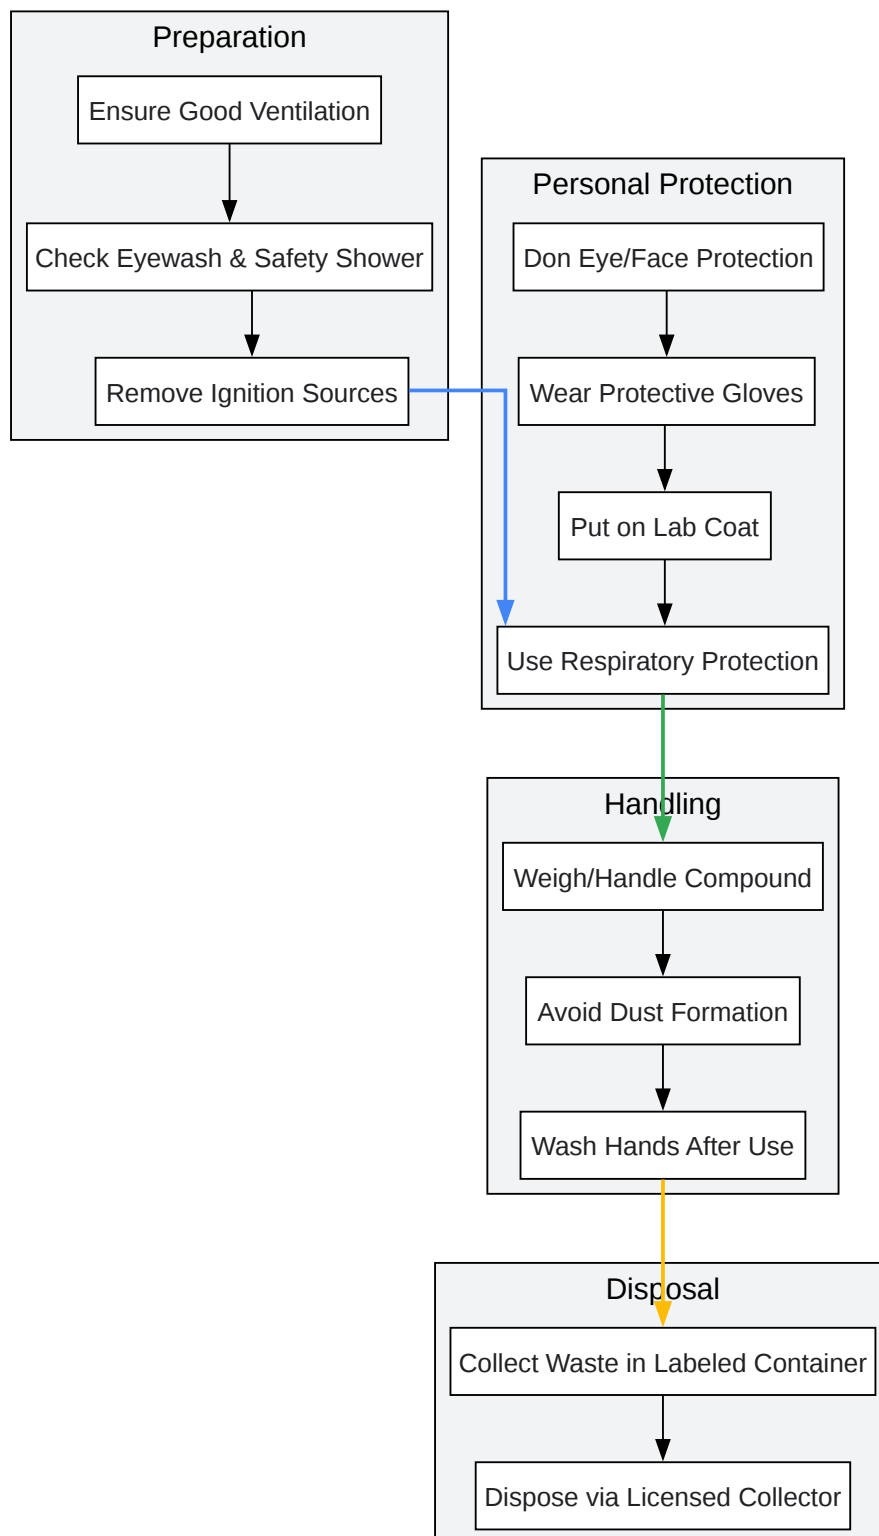 Preparation
Ensure Good Ventilation
Check Eyewash & Safety Shower
Remove Ignition Sources
Personal Protection
Don Eye/Face Protection
Wear Protective Gloves
Put on Lab Coat
Use Respiratory Protection
Handling
Weigh/Handle Compound
Avoid Dust Formation
Wash Hands After Use
Disposal
Collect Waste in Labeled Container
Dispose via Licensed Collector